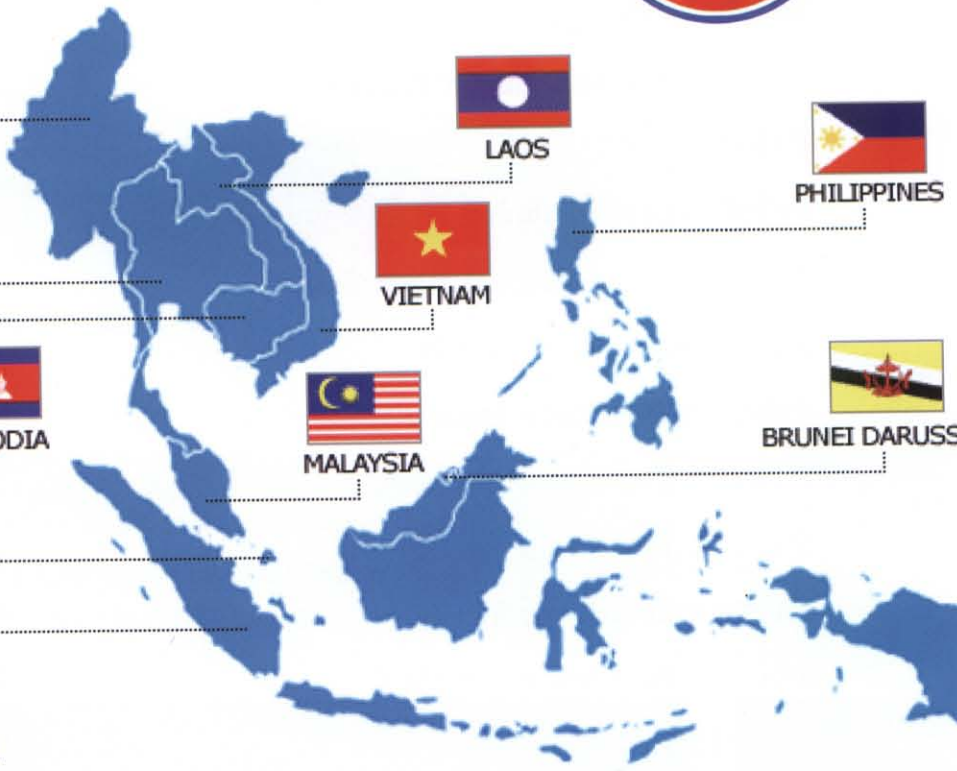 LAOS
PHILIPPINES
VIETNAM
ODIA
BRUNEI DARUSS
MALAYSIA